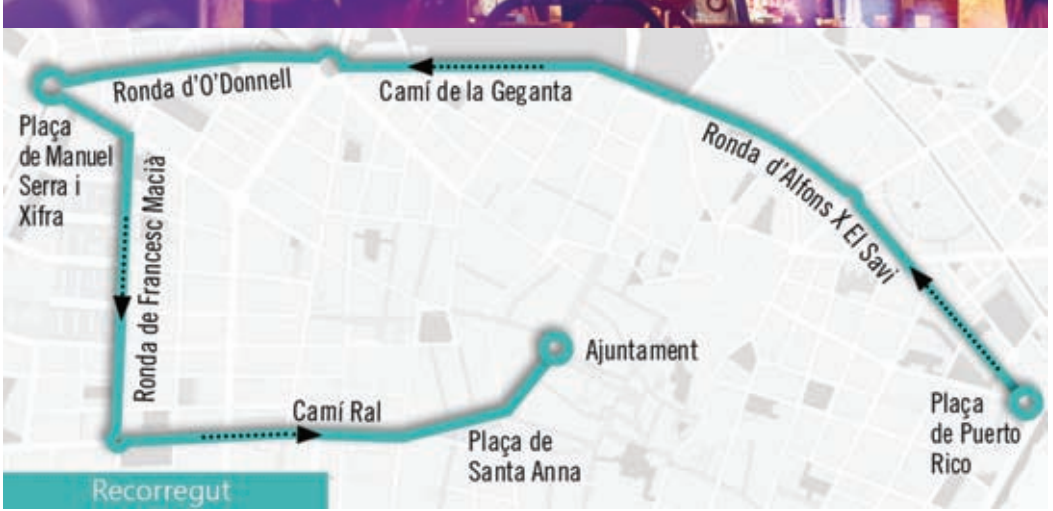 Ronda d'O'Donnell
Camí de la Geganta
Plaça
de Manuel
Serra i
Xifra
Ronda de Francesc Macià
Ronda d'Alfons X El Savi
Ajuntament
Camí Ral
Plaça de
Santa Anna
Plaça
de Puerto
Rico
Recorregut